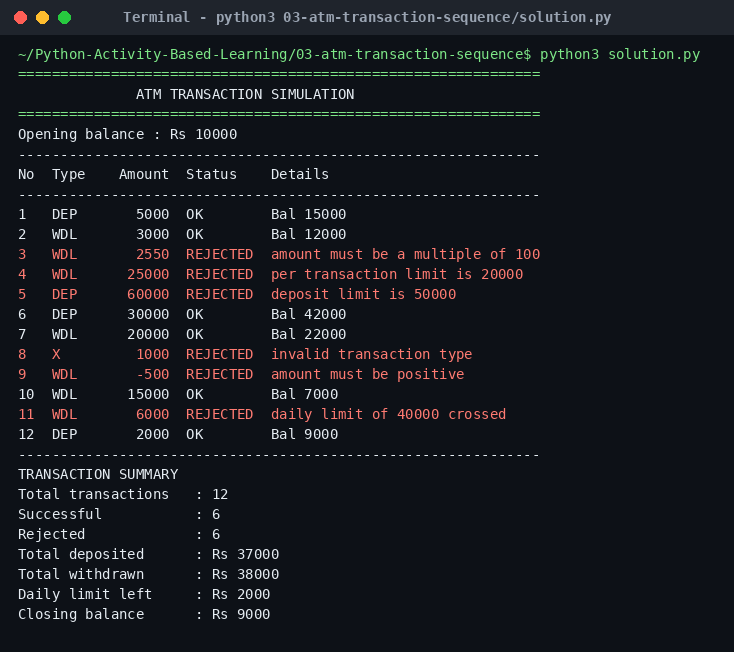 Terminal - python3 03-atm-transaction-sequence/solution.py
~/Python-Activity-Based-Learning/03-atm-transaction-sequence$ python3 solution.py
==============================================================
              ATM TRANSACTION SIMULATION
==============================================================
Opening balance : Rs 10000
--------------------------------------------------------------
No  Type    Amount  Status    Details
--------------------------------------------------------------
1   DEP       5000  OK        Bal 15000
2   WDL       3000  OK        Bal 12000
3   WDL       2550  REJECTED  amount must be a multiple of 100
4   WDL      25000  REJECTED  per transaction limit is 20000
5   DEP      60000  REJECTED  deposit limit is 50000
6   DEP      30000  OK        Bal 42000
7   WDL      20000  OK        Bal 22000
8   X         1000  REJECTED  invalid transaction type
9   WDL       -500  REJECTED  amount must be positive
10  WDL      15000  OK        Bal 7000
11  WDL       6000  REJECTED  daily limit of 40000 crossed
12  DEP       2000  OK        Bal 9000
--------------------------------------------------------------
TRANSACTION SUMMARY
Total transactions   : 12
Successful           : 6
Rejected             : 6
Total deposited      : Rs 37000
Total withdrawn      : Rs 38000
Daily limit left     : Rs 2000
Closing balance      : Rs 9000